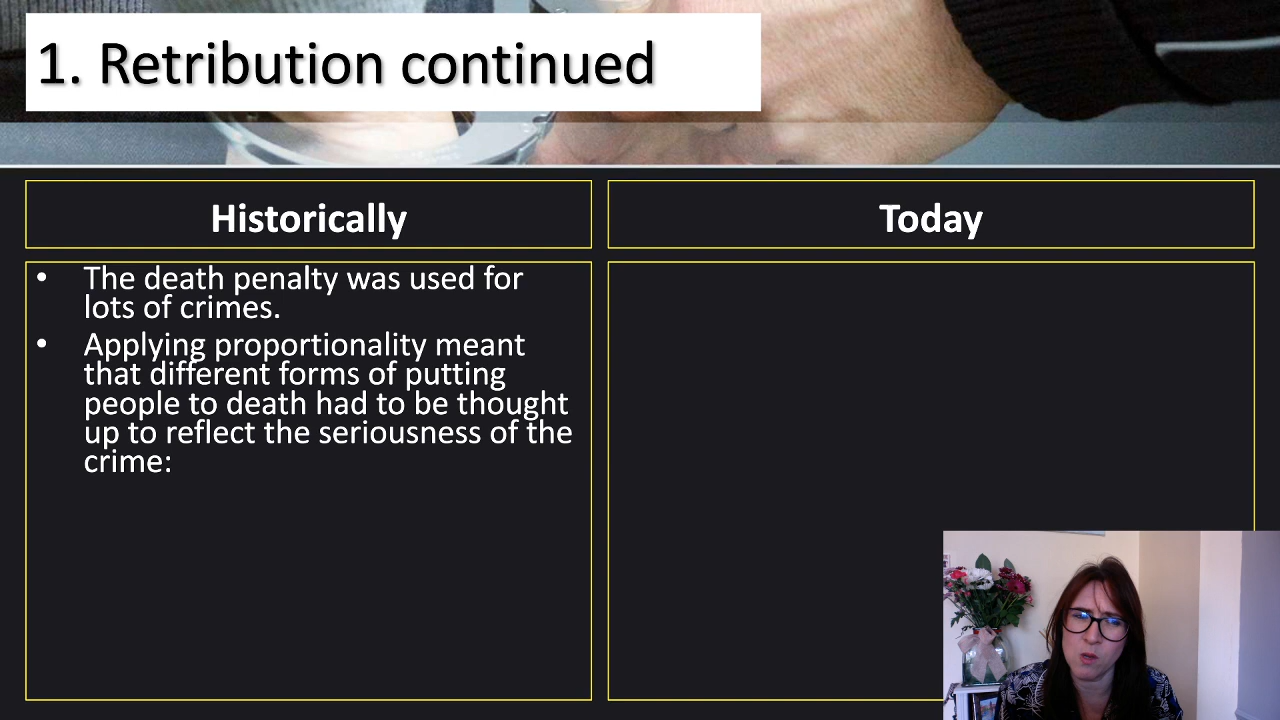 1. Retribution continued
Historically
Today
• The death penalty was used for
lots of crimes.
• Applying proportionality meant
that different forms of putting
people to death had to be thought
up to reflect the seriousness of the
crime: